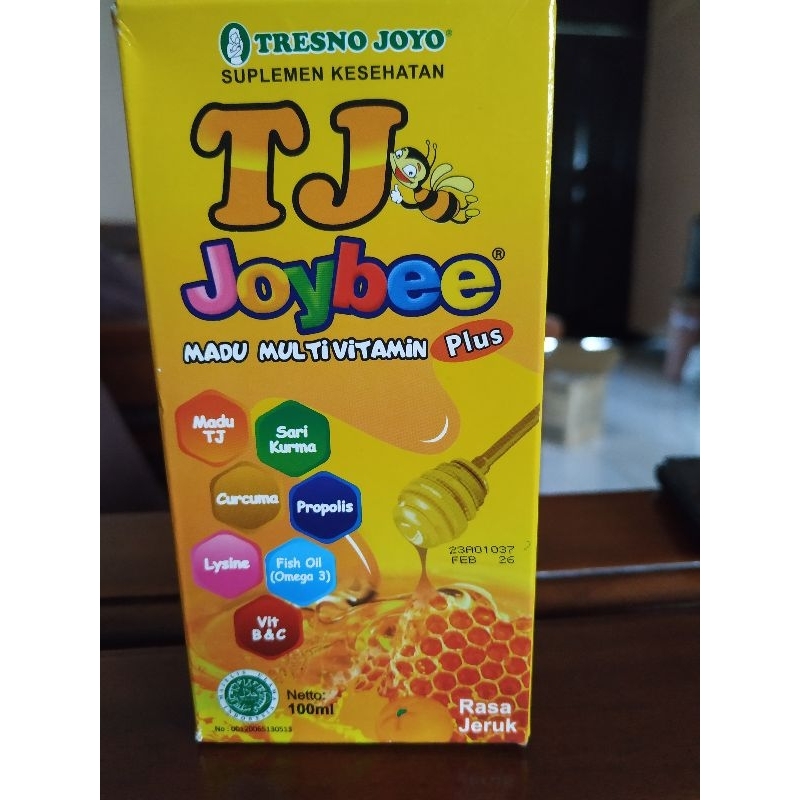 TRESNO JOYO®
SUPLEMEN KESEHATAN
TJ
Joybee®
MADU MULTIVITAMIN Plus
Madu
TJ
Sari
Kurma
Curcuma
Propolis
Lysine
Fish Oil
(Omega 3)
Vit
B & C
23A01037
FEB 26
Netto:
100ml
Rasa
Jeruk